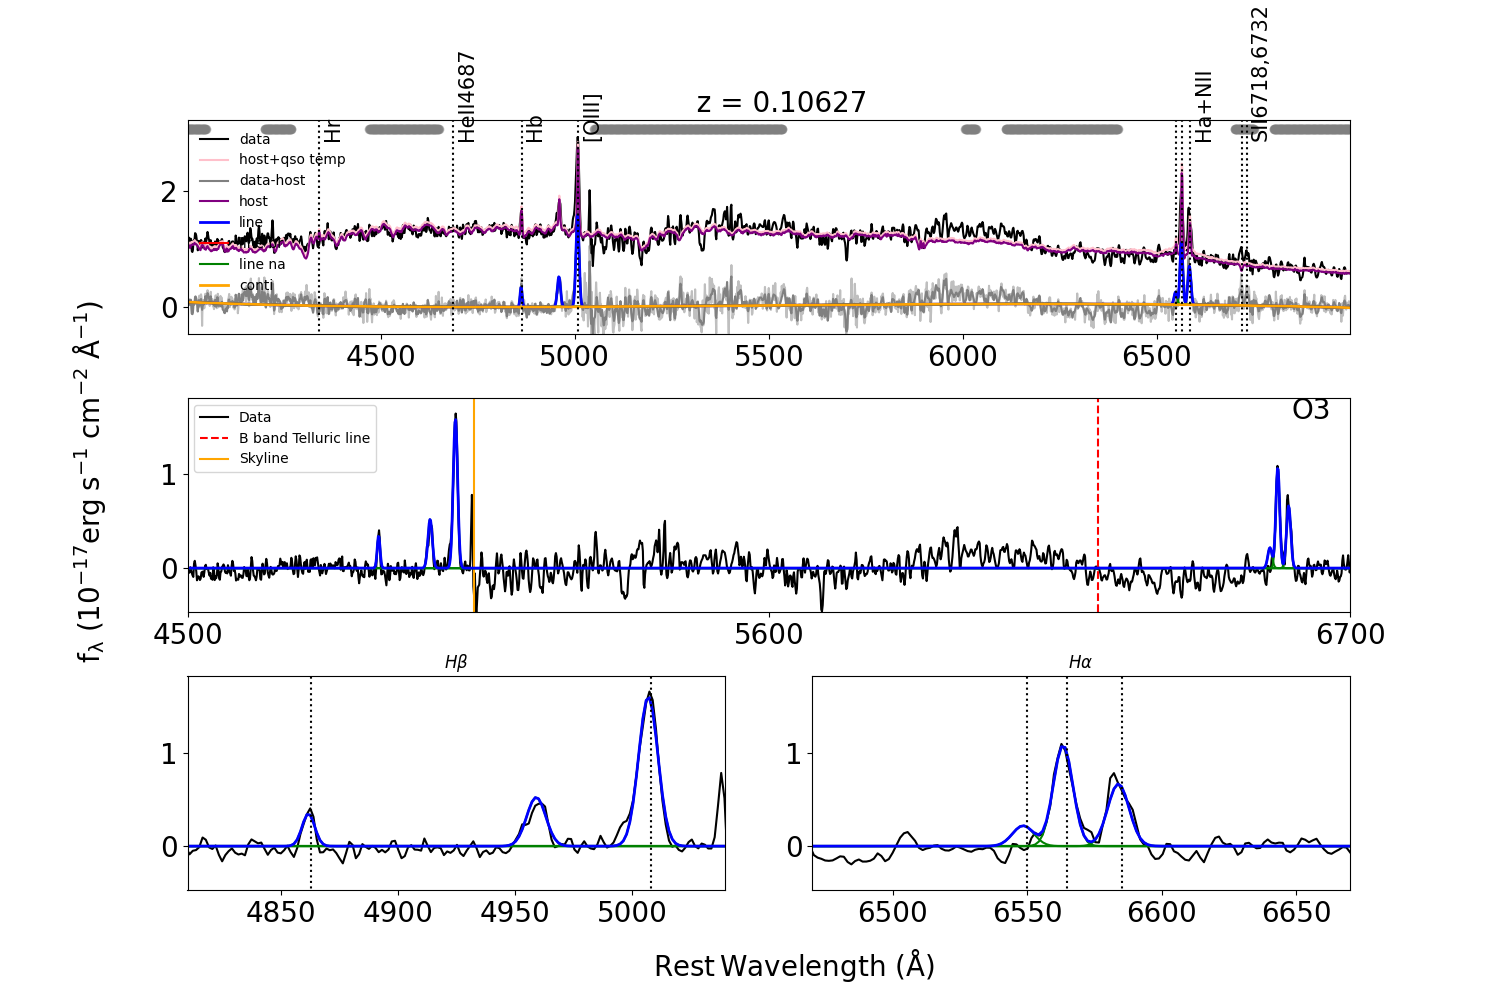 z = 0.10627
Hr
HeII4687
Hb
[OIII]
Ha+NII
SII6718,6732
data
host+qso temp
data-host
host
line
line na
conti
2
0
4500 5000 5500 6000 6500
fλ (10⁻¹⁷erg s⁻¹ cm⁻² Å⁻¹)
O3
Data
B band Telluric line
Skyline
1
0
4500 5600 6700
Hβ
1
0
4850 4900 4950 5000
Hα
1
0
6500 6550 6600 6650
Rest Wavelength (Å)